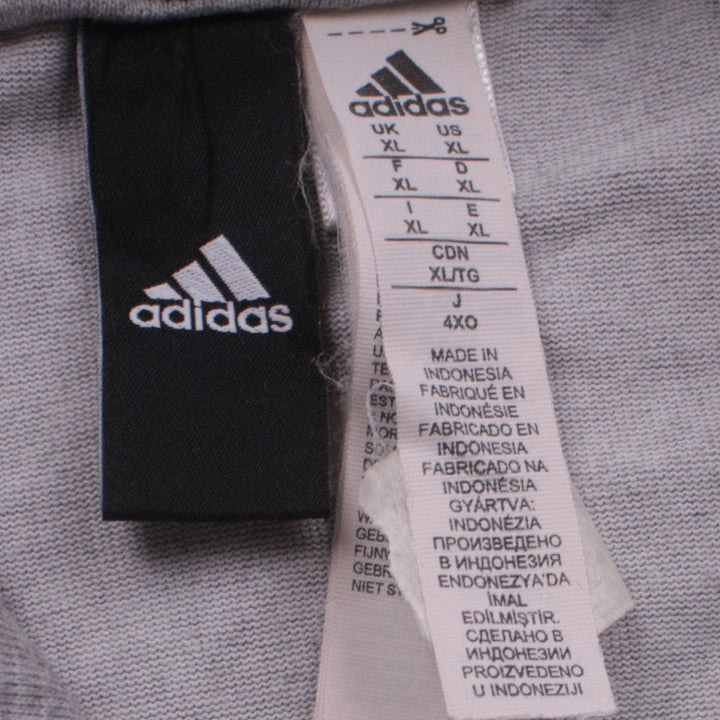 adidas
adidas
UK US
XL XL
F D
XL XL
I E
XL XL
CDN
XL/TG
J
4XO
MADE IN
INDONESIA
FABRIQUÉ EN
INDONÉSIE
FABRICADO EN
INDONESIA
FABRICADO NA
INDONÉSIA
GYÁRTVA:
INDONÉZIA
ПРОИЗВЕДЕНО
В ИНДОНЕЗИЯ
ENDONEZYA'DA
İMAL
EDİLMİŞTİR.
СДЕЛАНО В
ИНДОНЕЗИИ
PROIZVEDENO
U INDONEZIJI